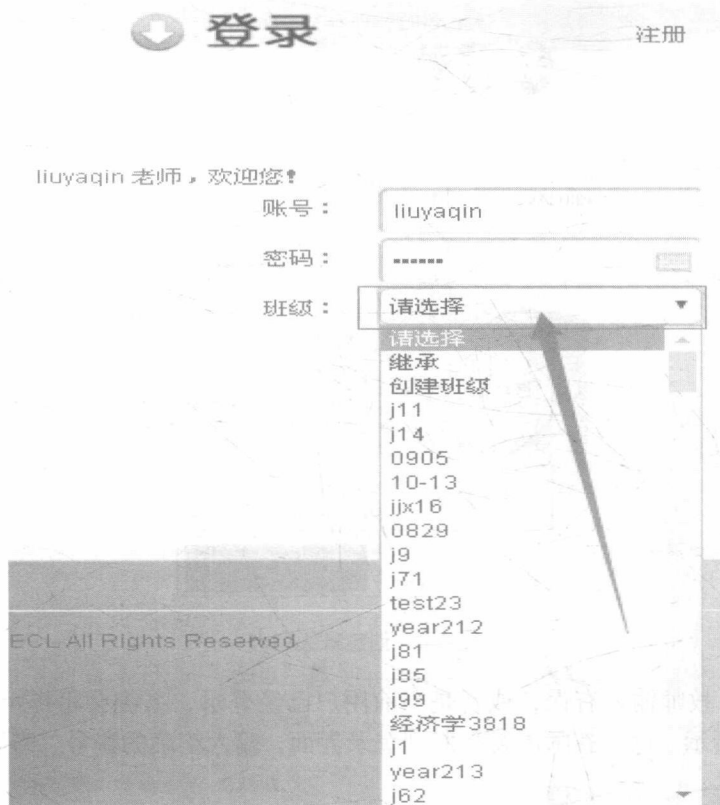 登录
注册
liuyaqin 老师，欢迎您！
账号：
liuyaqin
密码：
班级：
请选择
请选择
继承
创建班级
j11
j14
0905
10-13
jjx16
0829
j9
j71
test23
year212
j81
j85
j99
经济学3818
j1
year213
j62
ECL All Rights Reserved